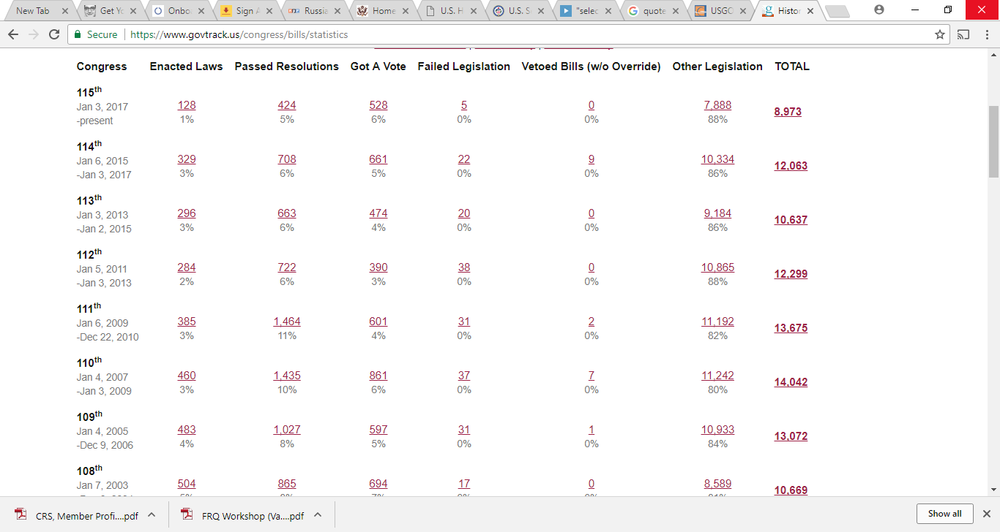 New Tab Get Yo Onbo Sign A Russia Home U.S. H U.S. S "selec quote USGO Histor
Secure https://www.govtrack.us/congress/bills/statistics
Congress Enacted Laws Passed Resolutions Got A Vote Failed Legislation Vetoed Bills (w/o Override) Other Legislation TOTAL
115th
Jan 3, 2017 128 424 528 5 0 7,888 8,973
-present 1% 5% 6% 0% 0% 88%
114th
Jan 6, 2015 329 708 661 22 9 10,334 12,063
-Jan 3, 2017 3% 6% 5% 0% 0% 86%
113th
Jan 3, 2013 296 663 474 20 0 9,184 10,637
-Jan 2, 2015 3% 6% 4% 0% 0% 86%
112th
Jan 5, 2011 284 722 390 38 0 10,865 12,299
-Jan 3, 2013 2% 6% 3% 0% 0% 88%
111th
Jan 6, 2009 385 1,464 601 31 2 11,192 13,675
-Dec 22, 2010 3% 11% 4% 0% 0% 82%
110th
Jan 4, 2007 460 1,435 861 37 7 11,242 14,042
-Jan 3, 2009 3% 10% 6% 0% 0% 80%
109th
Jan 4, 2005 483 1,027 597 31 1 10,933 13,072
-Dec 9, 2006 4% 8% 5% 0% 0% 84%
108th
Jan 7, 2003 504 865 694 17 0 8,589 10,669
CRS, Member Profi....pdf FRQ Workshop (Va....pdf Show all